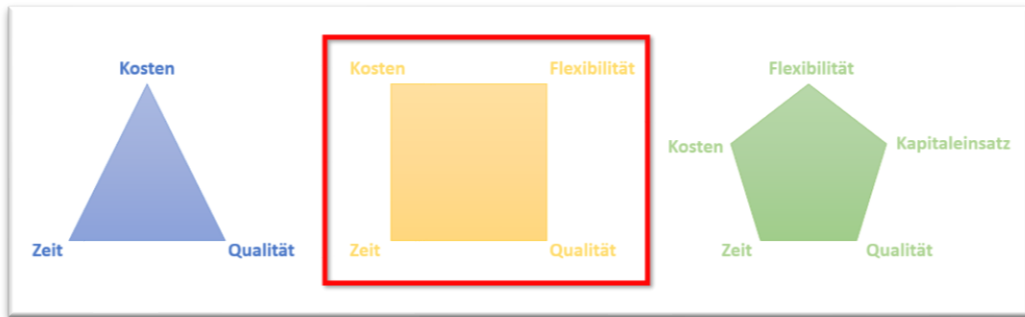 Kosten
Zeit
Qualität
Kosten
Flexibilität
Zeit
Qualität
Flexibilität
Kosten
Kapitaleinsatz
Zeit
Qualität